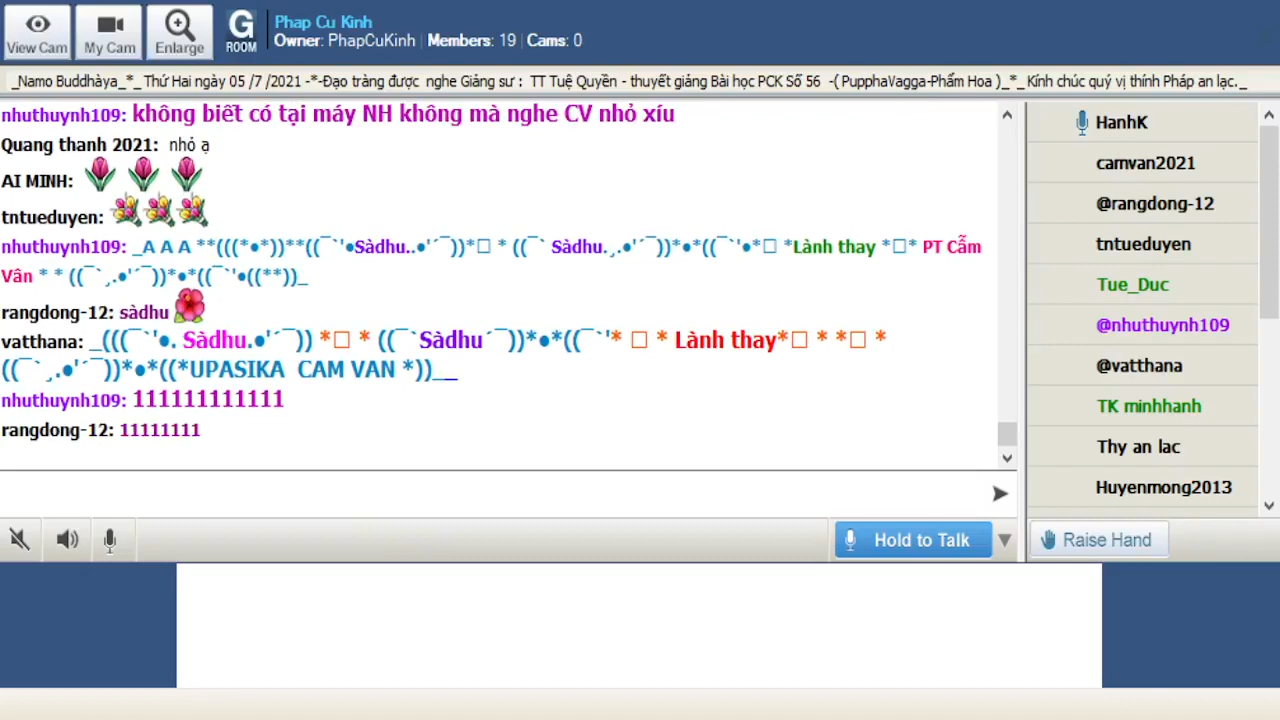 View Cam
My Cam
Enlarge
G
ROOM
Phap Cu Kinh
Owner: PhapCuKinh | Members: 19 | Cams: 0
_Namo Buddhàya_*_ Thứ Hai ngày 05 /7 /2021 -*-Đạo tràng được nghe Giảng sư : TT Tuệ Quyền - thuyết giảng Bài học PCK Số 56 -( PupphaVagga-Phẩm Hoa )_*_ Kính chúc quý vị thính Pháp an lạc._
nhuthuynh109: không biết có tại máy NH không mà nghe CV nhỏ xíu
Quang thanh 2021: nhỏ ạ
AI MINH:
tntueduyen:
nhuthuynh109: _A A A **(((*●*))**((¯`'●Sàdhu..●'´¯))*□ * ((¯` Sàdhu.¸.●'´¯))*●*((¯`'●*□ *Lành thay *□* PT Cẩm
Vân * * ((¯`¸.●'´¯))*●*((¯`'●((**))_
rangdong-12: sàdhu
vatthana: _(((¯`'●. Sàdhu.●'´¯)) *□ * ((¯`Sàdhu´¯))*●*((¯`'* □ * Lành thay*□ * *□ *
((¯`¸.●'´¯))*●*((*UPASIKA CAM VAN *))__
nhuthuynh109: 111111111111
rangdong-12: 11111111
HanhK
camvan2021
@rangdong-12
tntueduyen
Tue_Duc
@nhuthuynh109
@vatthana
TK minhhanh
Thy an lac
Huyenmong2013
Hold to Talk
Raise Hand